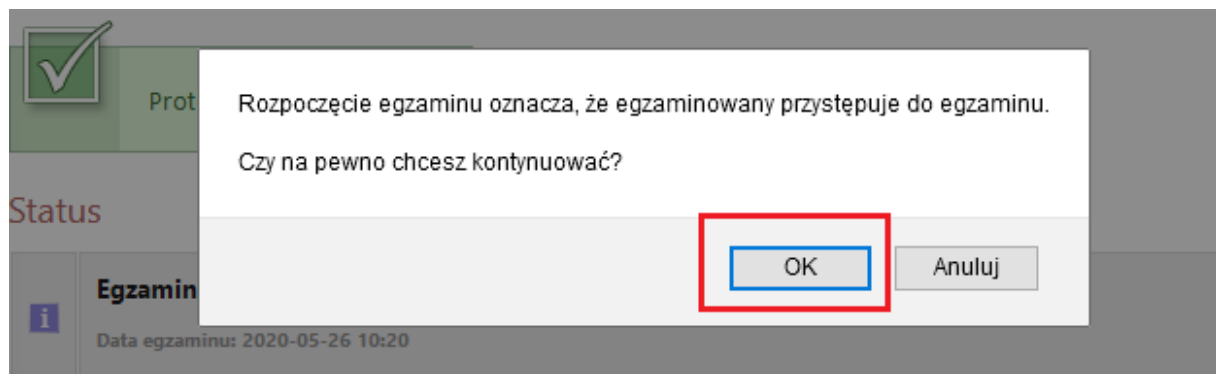 Prot
Rozpoczęcie egzaminu oznacza, że egzaminowany przystępuje do egzaminu.
Czy na pewno chcesz kontynuować?
Status
OK
Anuluj
Egzamin
Data egzaminu: 2020-05-26 10:20